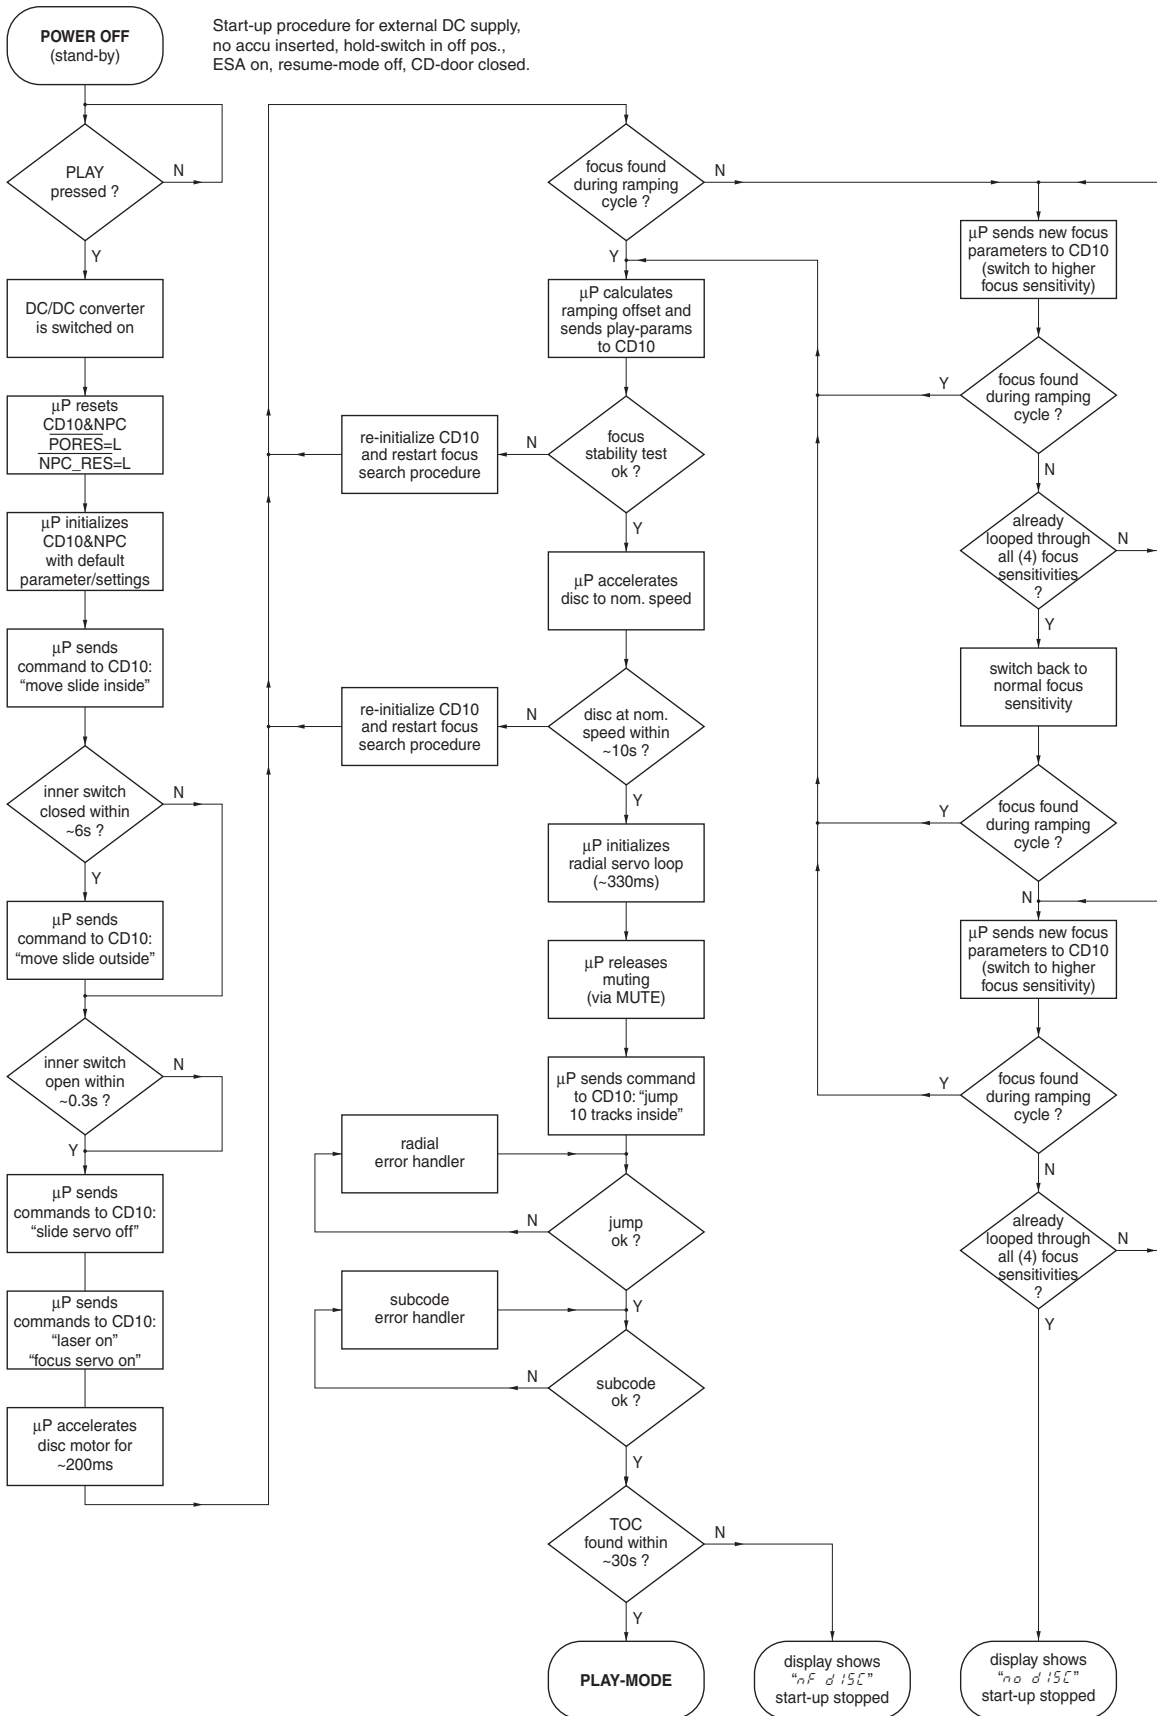 POWER OFF
(stand-by)
Start-up procedure for external DC supply,
no accu inserted, hold-switch in off pos.,
ESA on, resume-mode off, CD-door closed.
PLAY
pressed ?
N
Y
DC/DC converter
is switched on
µP resets
CD10&NPC
PORES=L
NPC_RES=L
µP initializes
CD10&NPC
with default
parameter/settings
µP sends
command to CD10:
“move slide inside”
inner switch
closed within
~6s ?
N
Y
µP sends
command to CD10:
“move slide outside”
inner switch
open within
~0.3s ?
N
Y
µP sends
commands to CD10:
“slide servo off”
µP sends
commands to CD10:
“laser on”
“focus servo on”
µP accelerates
disc motor for
~200ms
focus found
during ramping
cycle ?
N
Y
µP calculates
ramping offset and
sends play-params
to CD10
focus
stability test
ok ?
N
re-initialize CD10
and restart focus
search procedure
Y
µP accelerates
disc to nom. speed
disc at nom.
speed within
~10s ?
N
re-initialize CD10
and restart focus
search procedure
Y
µP initializes
radial servo loop
(~330ms)
µP releases
muting
(via MUTE)
µP sends command
to CD10: “jump
10 tracks inside”
radial
error handler
jump
ok ?
N
Y
subcode
error handler
subcode
ok ?
N
Y
TOC
found within
~30s ?
N
Y
PLAY-MODE
display shows
“nF dISC”
start-up stopped
µP sends new focus
parameters to CD10
(switch to higher
focus sensitivity)
focus found
during ramping
cycle ?
Y
N
already
looped through
all (4) focus
sensitivities
?
N
Y
switch back to
normal focus
sensitivity
focus found
during ramping
cycle ?
Y
N
µP sends new focus
parameters to CD10
(switch to higher
focus sensitivity)
focus found
during ramping
cycle ?
Y
N
already
looped through
all (4) focus
sensitivities
?
N
Y
display shows
“no dISC”
start-up stopped